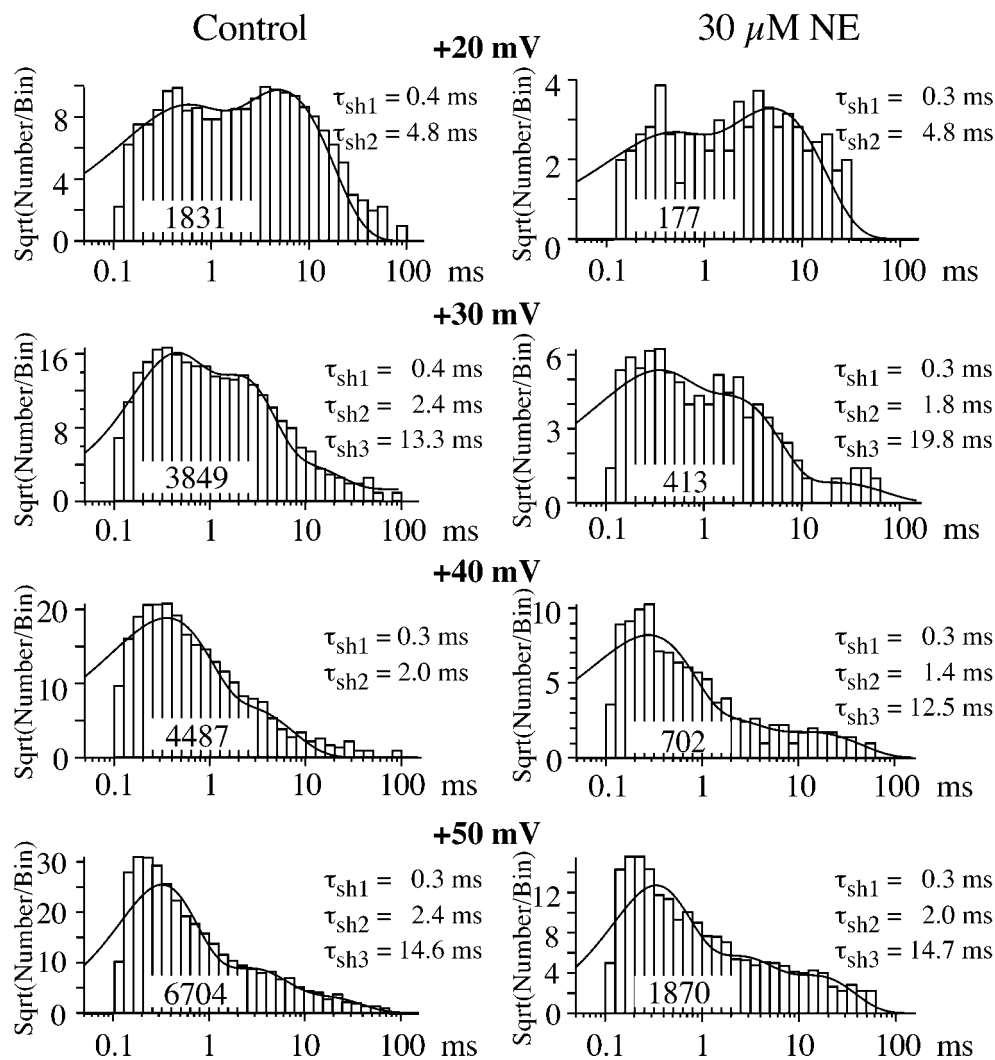 Control
30 µM NE
+20 mV
Sqrt(Number/Bin)
8
4
0
τsh1 = 0.4 ms
τsh2 = 4.8 ms
1831
0.1 1 10 100 ms
Sqrt(Number/Bin)
4
2
0
τsh1 = 0.3 ms
τsh2 = 4.8 ms
177
0.1 1 10 100 ms
+30 mV
Sqrt(Number/Bin)
16
8
0
τsh1 = 0.4 ms
τsh2 = 2.4 ms
τsh3 = 13.3 ms
3849
0.1 1 10 100 ms
Sqrt(Number/Bin)
6
3
0
τsh1 = 0.3 ms
τsh2 = 1.8 ms
τsh3 = 19.8 ms
413
0.1 1 10 100 ms
+40 mV
Sqrt(Number/Bin)
20
10
0
τsh1 = 0.3 ms
τsh2 = 2.0 ms
4487
0.1 1 10 100 ms
Sqrt(Number/Bin)
10
5
0
τsh1 = 0.3 ms
τsh2 = 1.4 ms
τsh3 = 12.5 ms
702
0.1 1 10 100 ms
+50 mV
Sqrt(Number/Bin)
30
20
10
0
τsh1 = 0.3 ms
τsh2 = 2.4 ms
τsh3 = 14.6 ms
6704
0.1 1 10 100 ms
Sqrt(Number/Bin)
12
8
4
0
τsh1 = 0.3 ms
τsh2 = 2.0 ms
τsh3 = 14.7 ms
1870
0.1 1 10 100 ms